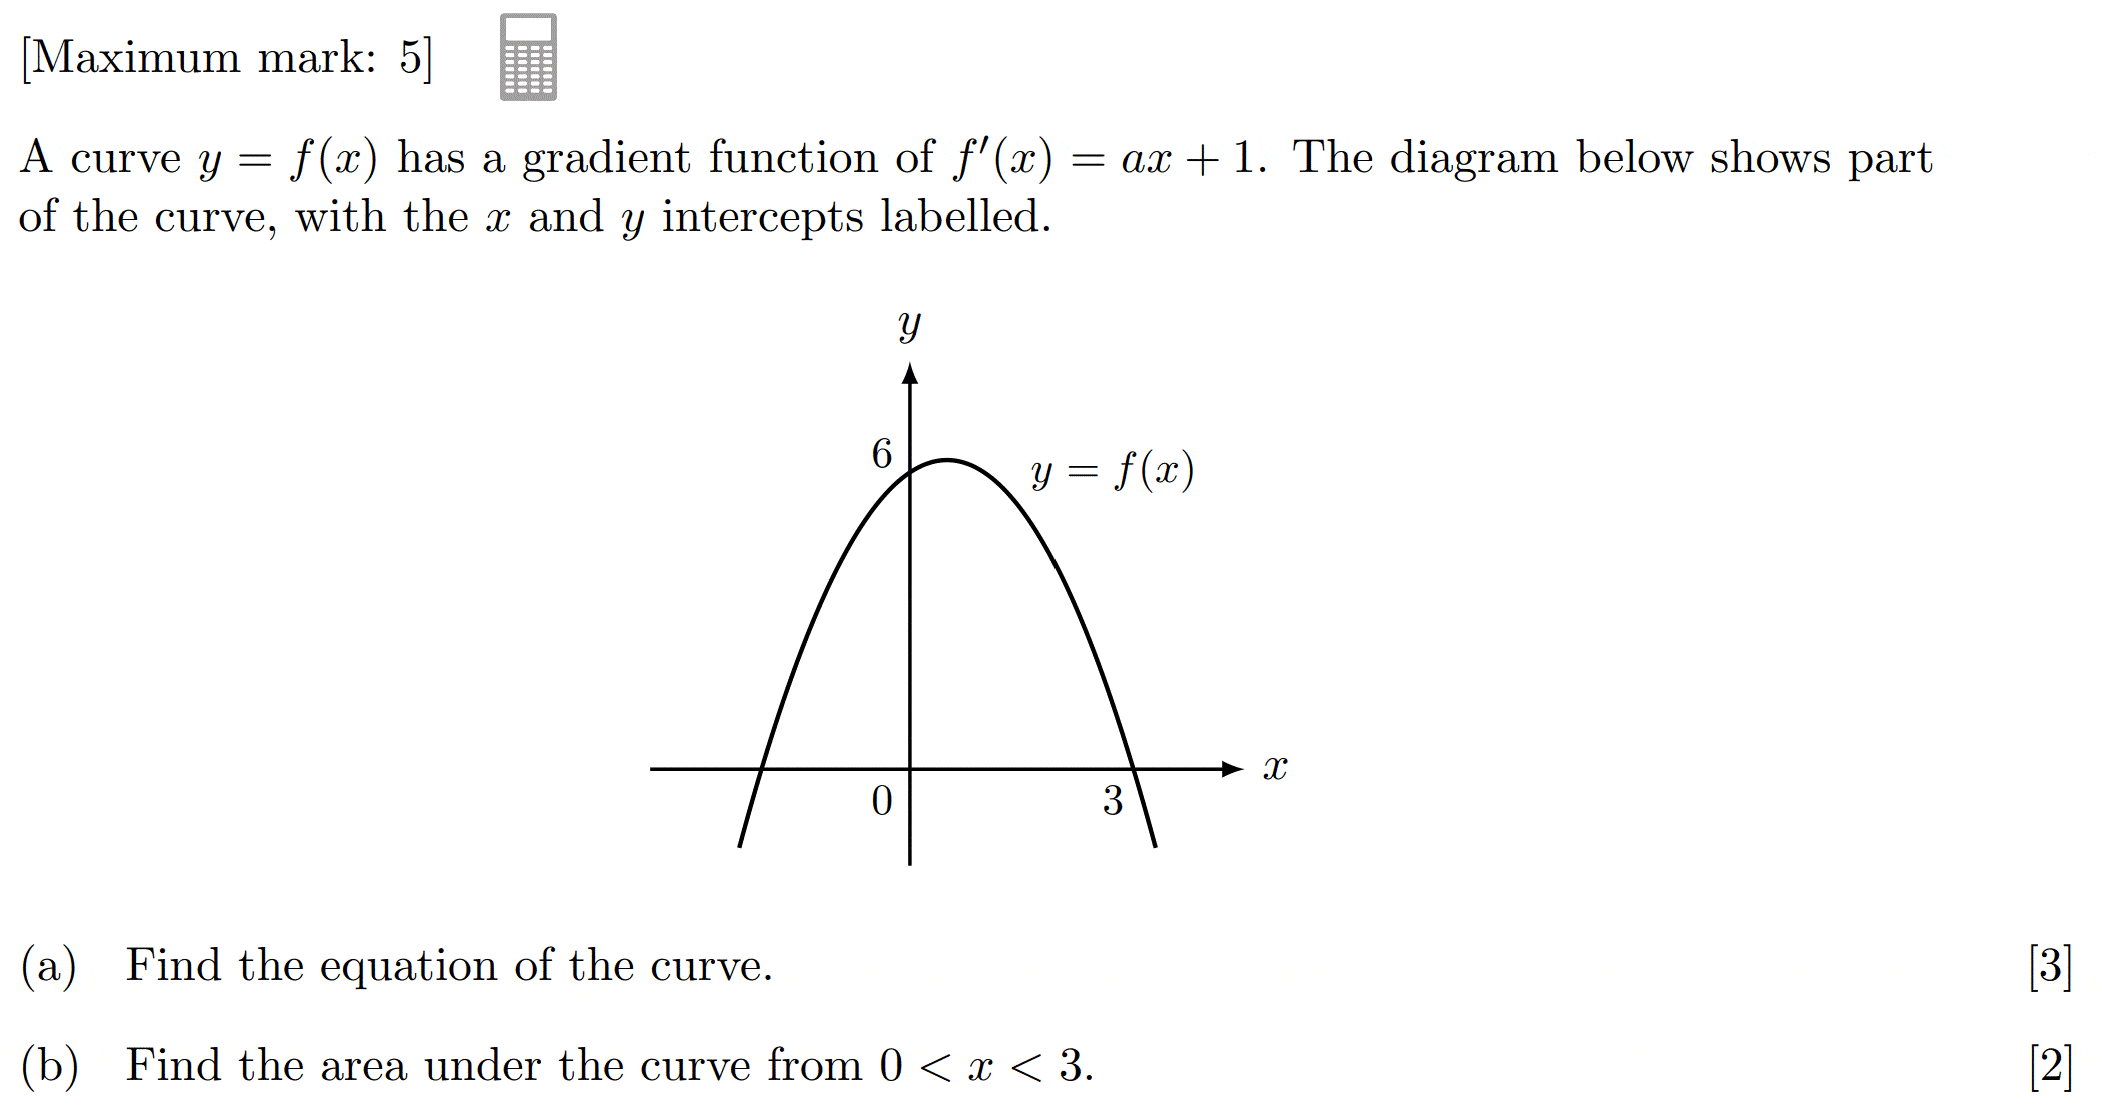 [Maximum mark: 5]
A curve y = f(x) has a gradient function of f′(x) = ax + 1. The diagram below shows part
of the curve, with the x and y intercepts labelled.
y
6
y = f(x)
x
0
3
(a) Find the equation of the curve. [3]
(b) Find the area under the curve from 0 < x < 3. [2]